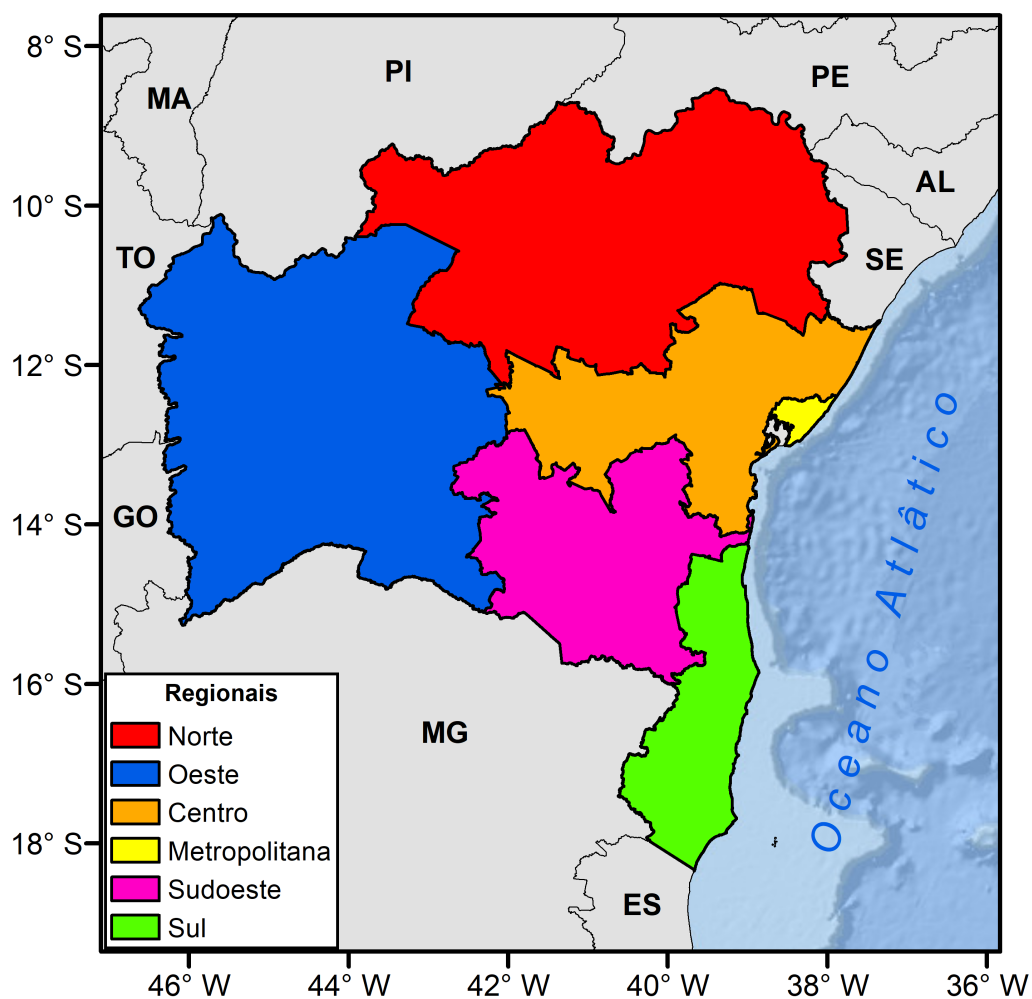 8° S
10° S
12° S
14° S
16° S
18° S
MA
PI
PE
AL
TO
SE
GO
MG
ES
Oceano Atlâtico
Regionais
Norte
Oeste
Centro
Metropolitana
Sudoeste
Sul
46° W
44° W
42° W
40° W
38° W
36° W